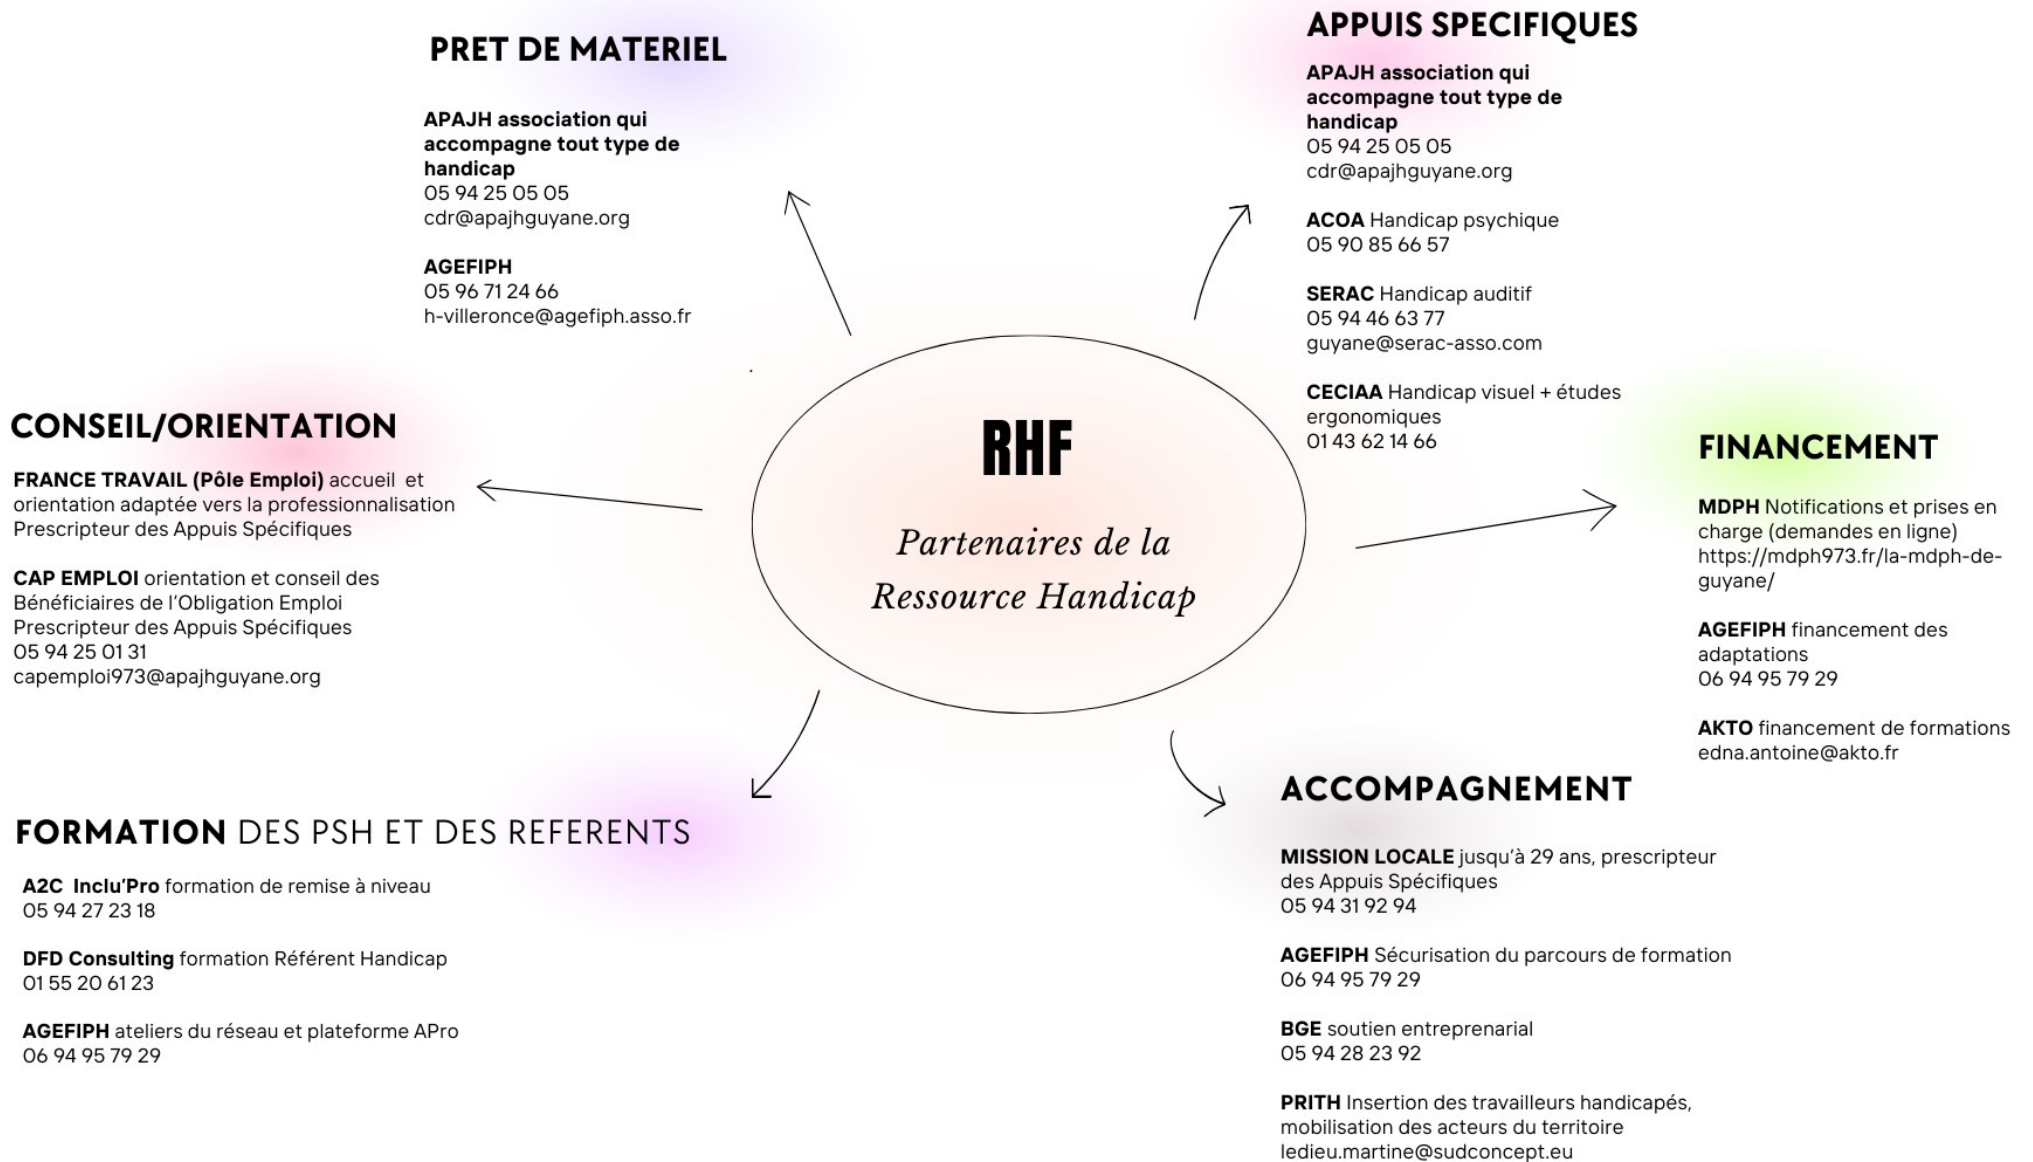 PRET DE MATERIEL
APAJH association qui
accompagne tout type de
handicap
05 94 25 05 05
cdr@apajhguyane.org
AGEFIPH
05 96 71 24 66
h-villeronce@agefiph.asso.fr
APPUIS SPECIFIQUES
APAJH association qui
accompagne tout type de
handicap
05 94 25 05 05
cdr@apajhguyane.org
ACOA Handicap psychique
05 90 85 66 57
SERAC Handicap auditif
05 94 46 63 77
guyane@serac-asso.com
CECIAA Handicap visuel + études
ergonomiques
01 43 62 14 66
CONSEIL/ORIENTATION
FRANCE TRAVAIL (Pôle Emploi) accueil et
orientation adaptée vers la professionnalisation
Prescripteur des Appuis Spécifiques
CAP EMPLOI orientation et conseil des
Bénéficiaires de l'Obligation Emploi
Prescripteur des Appuis Spécifiques
05 94 25 01 31
capemploi973@apajhguyane.org
RHF
Partenaires de la
Ressource Handicap
FINANCEMENT
MDPH Notifications et prises en
charge (demandes en ligne)
https://mdph973.fr/la-mdph-de-
guyane/
AGEFIPH financement des
adaptations
06 94 95 79 29
AKTO financement de formations
edna.antoine@akto.fr
FORMATION DES PSH ET DES REFERENTS
A2C Inclu'Pro formation de remise à niveau
05 94 27 23 18
DFD Consulting formation Référent Handicap
01 55 20 61 23
AGEFIPH ateliers du réseau et plateforme APro
06 94 95 79 29
ACCOMPAGNEMENT
MISSION LOCALE jusqu'à 29 ans, prescripteur
des Appuis Spécifiques
05 94 31 92 94
AGEFIPH Sécurisation du parcours de formation
06 94 95 79 29
BGE soutien entreprenarial
05 94 28 23 92
PRITH Insertion des travailleurs handicapés,
mobilisation des acteurs du territoire
ledieu.martine@sudconcept.eu